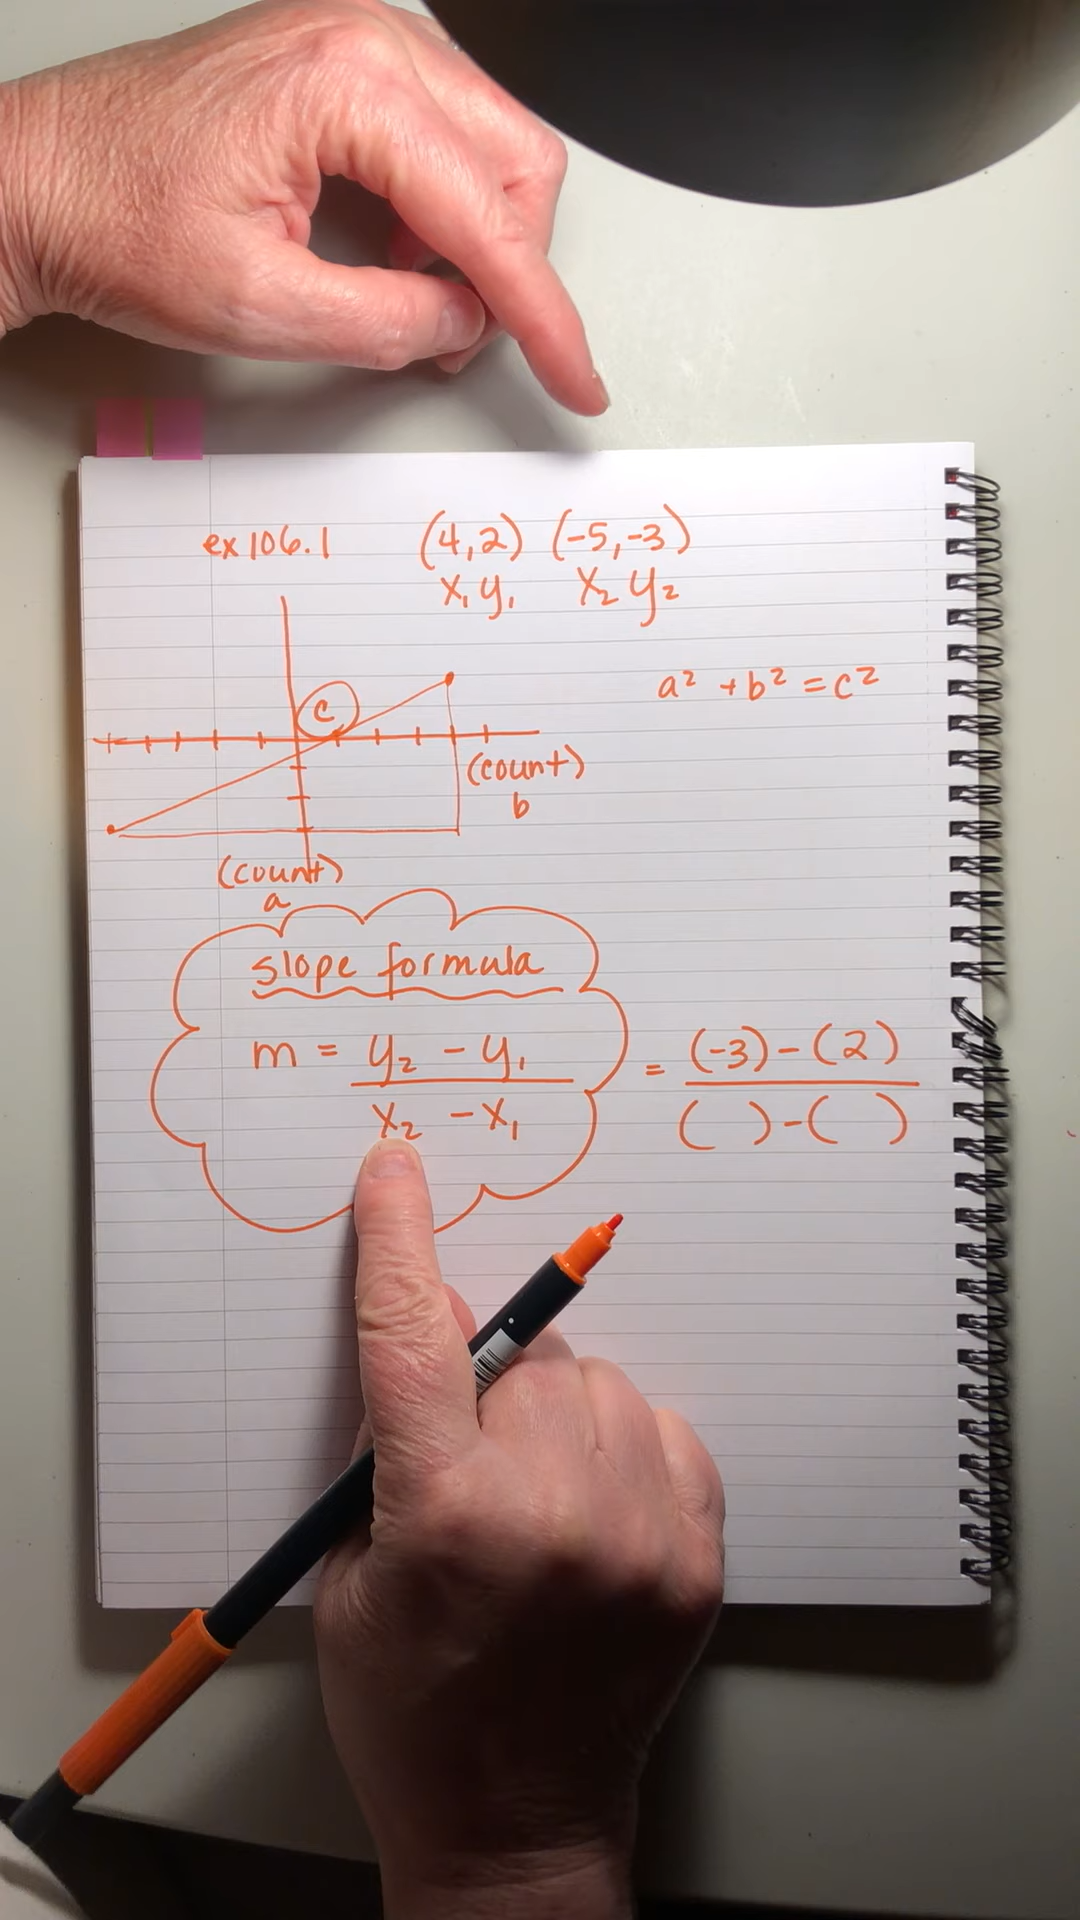 ex 106.1 (4,2) (-5,-3)
x₁ y₁ x₂ y₂
a² + b² = c²
c
(count)
b
(count)
a
slope formula
m = y₂ - y₁ = (-3) - (2)
x₂ - x₁ ( ) - ( )